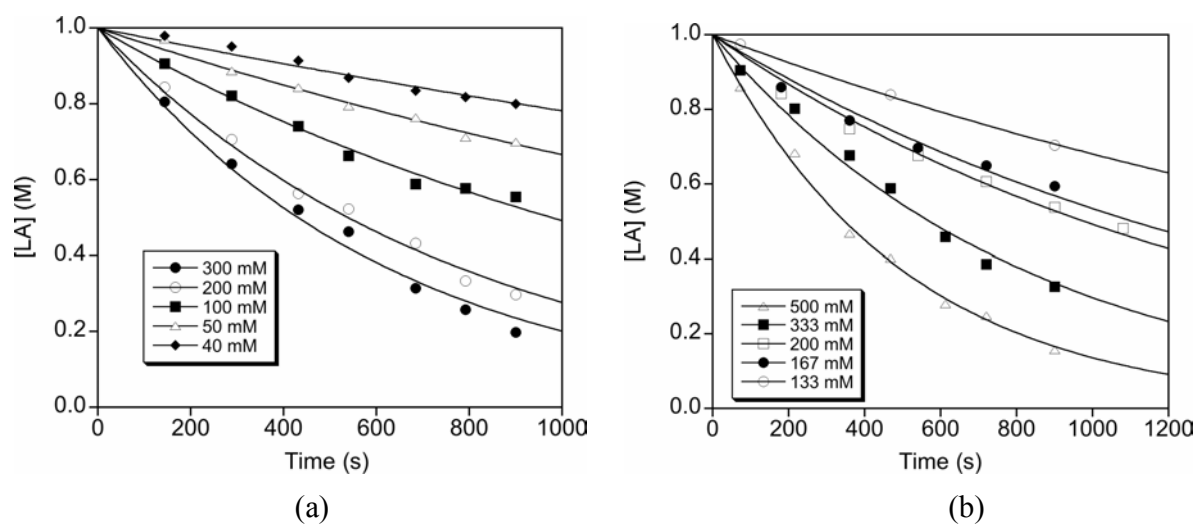 1.0
0.8
0.6
0.4
0.2
0.0
[LA] (M)
300 mM
200 mM
100 mM
50 mM
40 mM
0 200 400 600 800 1000
Time (s)
(a)
1.0
0.8
0.6
0.4
0.2
0.0
[LA] (M)
500 mM
333 mM
200 mM
167 mM
133 mM
0 200 400 600 800 1000 1200
Time (s)
(b)